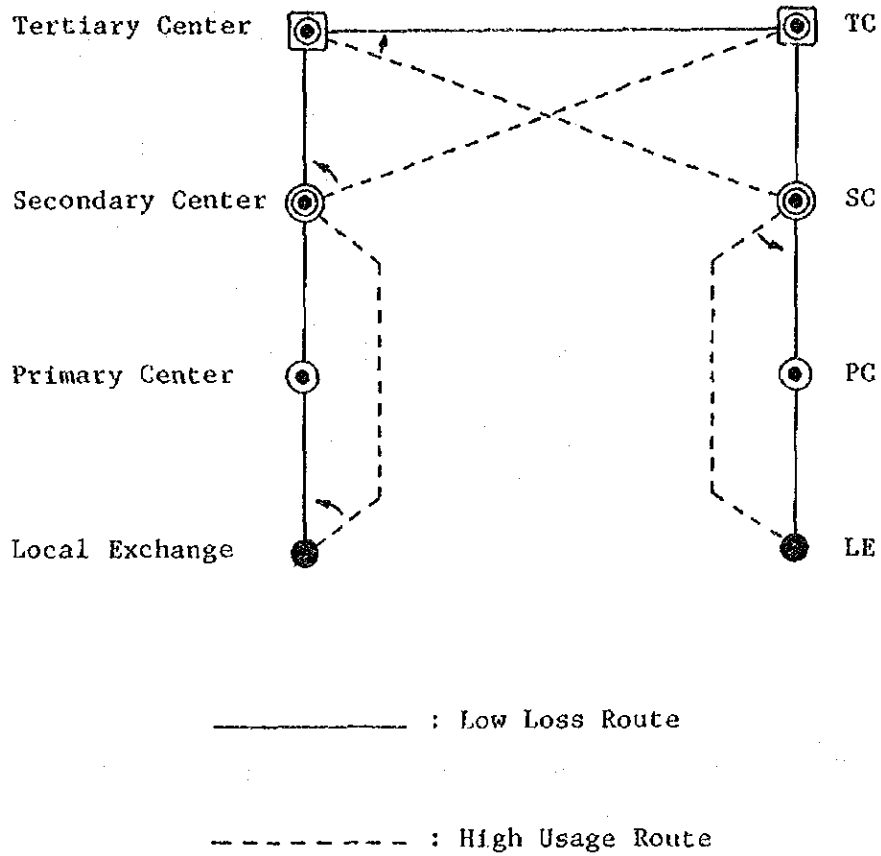 Tertiary Center TC
Secondary Center SC
Primary Center PC
Local Exchange LE
: Low Loss Route
: High Usage Route